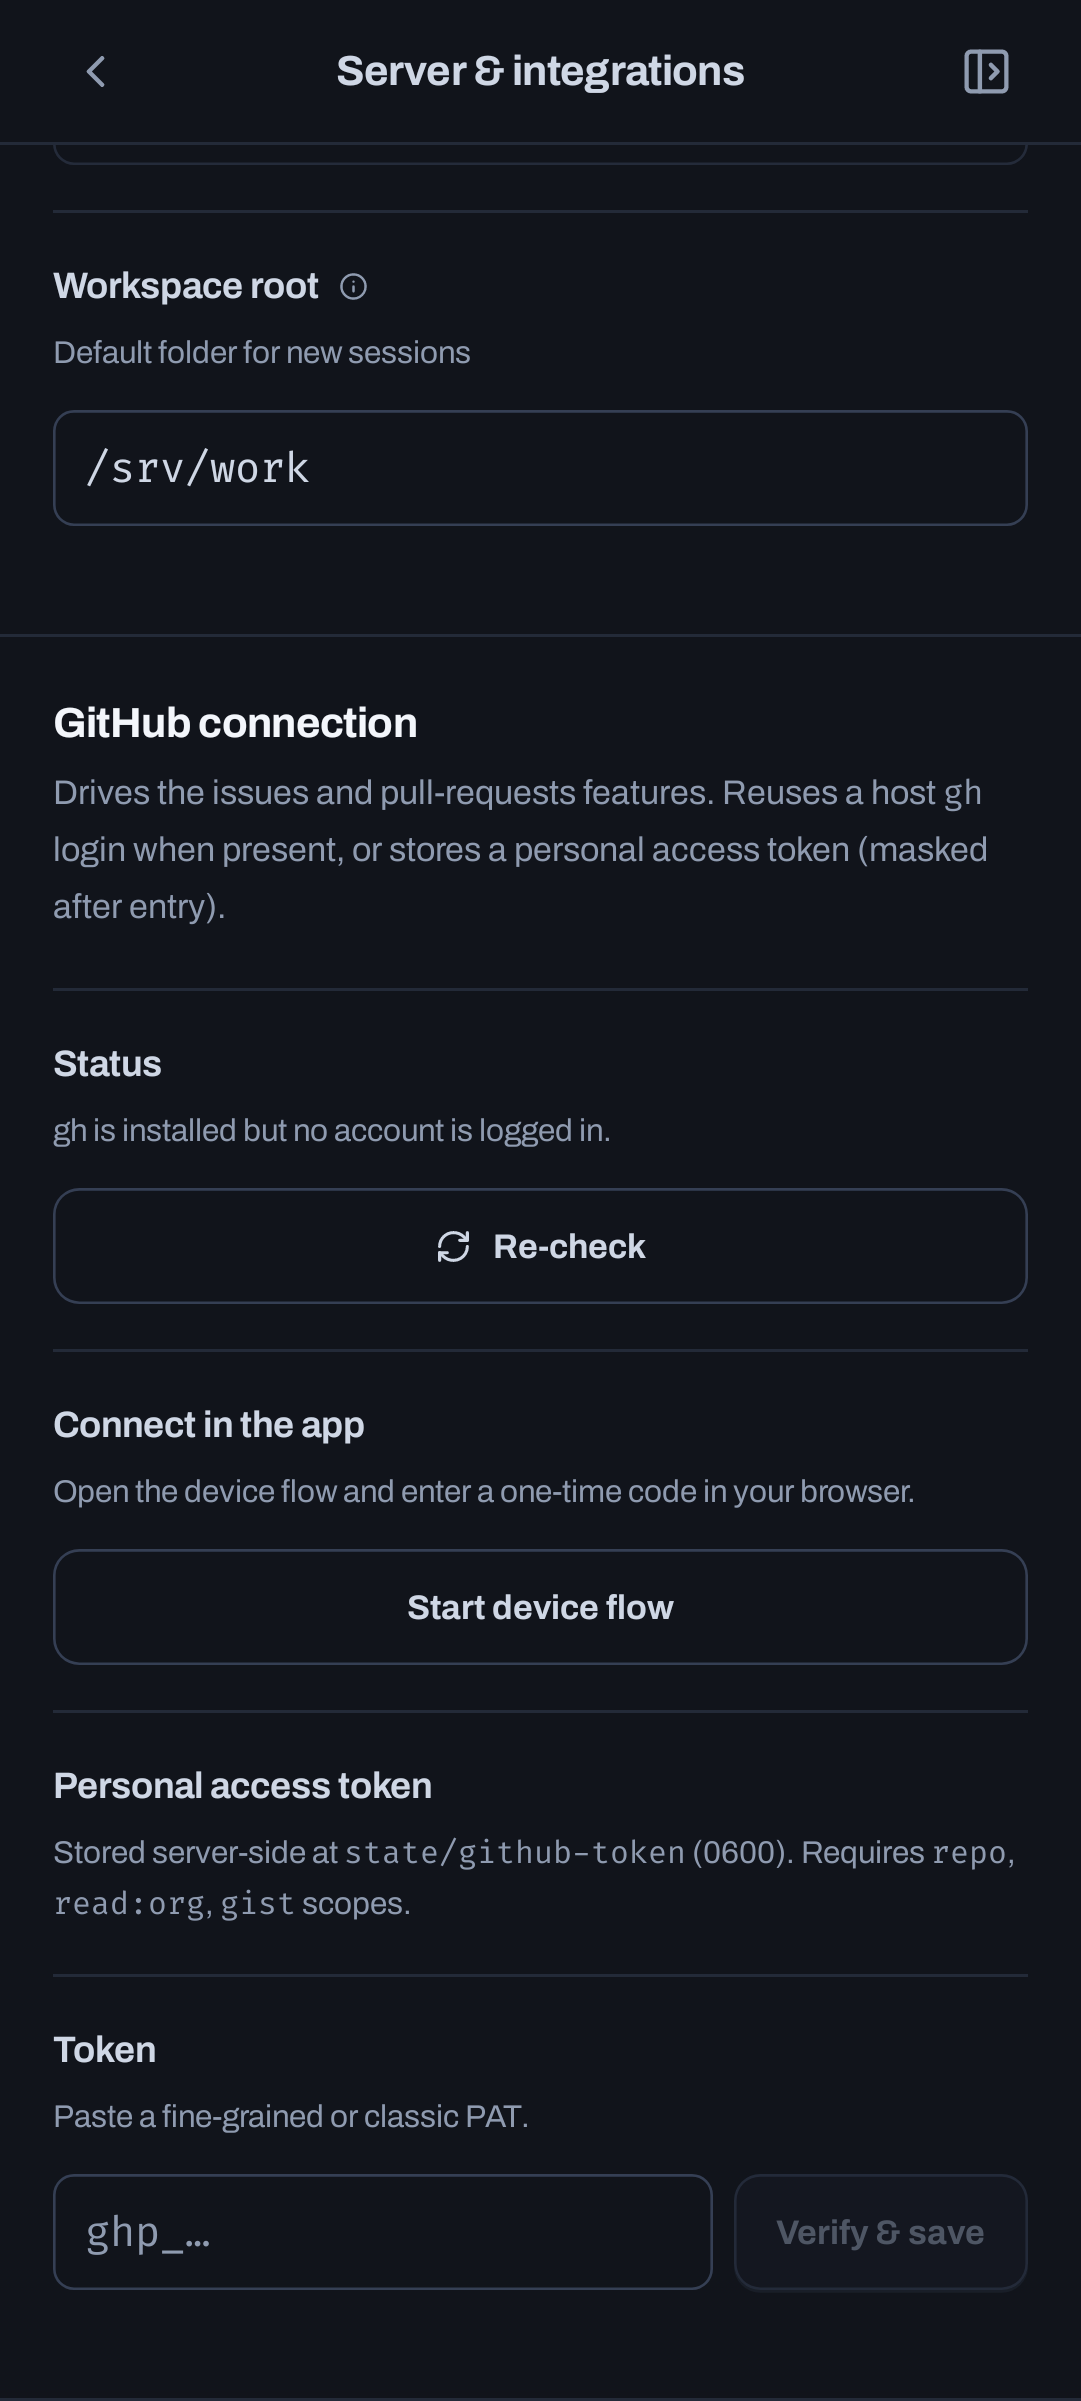 Server & integrations
Workspace root
Default folder for new sessions
/srv/work
GitHub connection
Drives the issues and pull-requests features. Reuses a host gh
login when present, or stores a personal access token (masked
after entry).
Status
gh is installed but no account is logged in.
Re-check
Connect in the app
Open the device flow and enter a one-time code in your browser.
Start device flow
Personal access token
Stored server-side at state/github-token (0600). Requires repo,
read:org, gist scopes.
Token
Paste a fine-grained or classic PAT.
ghp_…
Verify & save